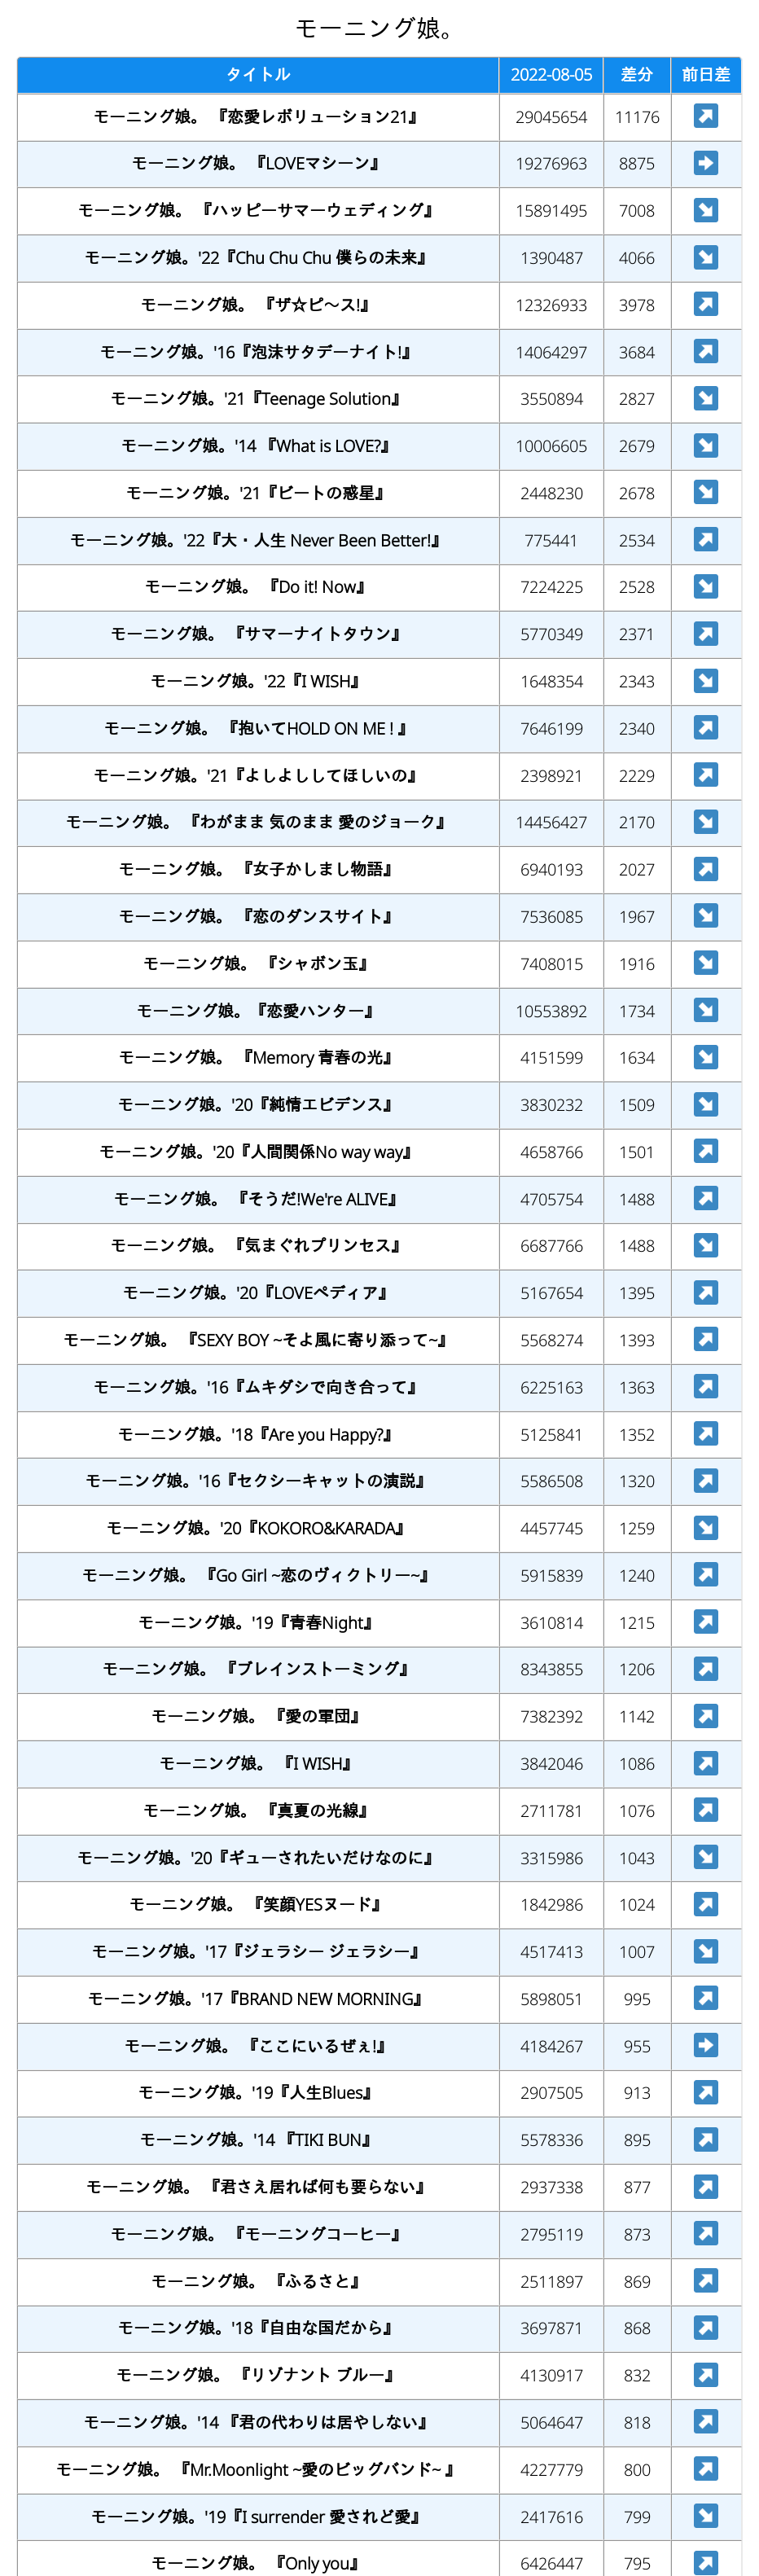 モーニング娘。
タイトル 2022-08-05 差分 前日差
モーニング娘。 『恋愛レボリューション21』 29045654 11176 ↗
モーニング娘。 『LOVEマシーン』 19276963 8875 ➡
モーニング娘。 『ハッピーサマーウェディング』 15891495 7008 ↘
モーニング娘。'22『Chu Chu Chu 僕らの未来』 1390487 4066 ↘
モーニング娘。 『ザ☆ピ〜ス!』 12326933 3978 ↗
モーニング娘。'16『泡沫サタデーナイト!』 14064297 3684 ↗
モーニング娘。'21『Teenage Solution』 3550894 2827 ↘
モーニング娘。'14 『What is LOVE?』 10006605 2679 ↘
モーニング娘。'21『ビートの惑星』 2448230 2678 ↘
モーニング娘。'22『大・人生 Never Been Better!』 775441 2534 ↗
モーニング娘。 『Do it! Now』 7224225 2528 ↘
モーニング娘。 『サマーナイトタウン』 5770349 2371 ↗
モーニング娘。'22『I WISH』 1648354 2343 ↘
モーニング娘。 『抱いてHOLD ON ME ! 』 7646199 2340 ↗
モーニング娘。'21『よしよししてほしいの』 2398921 2229 ↗
モーニング娘。 『わがまま 気のまま 愛のジョーク』 14456427 2170 ↘
モーニング娘。 『女子かしまし物語』 6940193 2027 ↗
モーニング娘。 『恋のダンスサイト』 7536085 1967 ↘
モーニング娘。 『シャボン玉』 7408015 1916 ↘
モーニング娘。『恋愛ハンター』 10553892 1734 ↘
モーニング娘。 『Memory 青春の光』 4151599 1634 ↘
モーニング娘。'20『純情エビデンス』 3830232 1509 ↘
モーニング娘。'20『人間関係No way way』 4658766 1501 ↗
モーニング娘。 『そうだ!We're ALIVE』 4705754 1488 ↗
モーニング娘。 『気まぐれプリンセス』 6687766 1488 ↘
モーニング娘。'20『LOVEペディア』 5167654 1395 ↗
モーニング娘。 『SEXY BOY ~そよ風に寄り添って~』 5568274 1393 ↗
モーニング娘。'16『ムキダシで向き合って』 6225163 1363 ↗
モーニング娘。'18『Are you Happy?』 5125841 1352 ↗
モーニング娘。'16『セクシーキャットの演説』 5586508 1320 ↗
モーニング娘。'20『KOKORO&KARADA』 4457745 1259 ↘
モーニング娘。 『Go Girl ~恋のヴィクトリー~』 5915839 1240 ↗
モーニング娘。'19『青春Night』 3610814 1215 ↗
モーニング娘。 『ブレインストーミング』 8343855 1206 ↗
モーニング娘。 『愛の軍団』 7382392 1142 ↗
モーニング娘。 『I WISH』 3842046 1086 ↗
モーニング娘。 『真夏の光線』 2711781 1076 ↗
モーニング娘。'20『ギューされたいだけなのに』 3315986 1043 ↘
モーニング娘。 『笑顔YESヌード』 1842986 1024 ↗
モーニング娘。'17『ジェラシー ジェラシー』 4517413 1007 ↘
モーニング娘。'17『BRAND NEW MORNING』 5898051 995 ↗
モーニング娘。 『ここにいるぜぇ!』 4184267 955 ➡
モーニング娘。'19『人生Blues』 2907505 913 ↗
モーニング娘。'14 『TIKI BUN』 5578336 895 ↗
モーニング娘。 『君さえ居れば何も要らない』 2937338 877 ↗
モーニング娘。 『モーニングコーヒー』 2795119 873 ↗
モーニング娘。 『ふるさと』 2511897 869 ↗
モーニング娘。'18『自由な国だから』 3697871 868 ↗
モーニング娘。 『リゾナント ブルー』 4130917 832 ↗
モーニング娘。'14 『君の代わりは居やしない』 5064647 818 ↗
モーニング娘。 『Mr.Moonlight ~愛のビッグバンド~ 』 4227779 800 ↗
モーニング娘。'19『I surrender 愛されど愛』 2417616 799 ↘
モーニング娘。 『Only you』 6426447 795 ↗